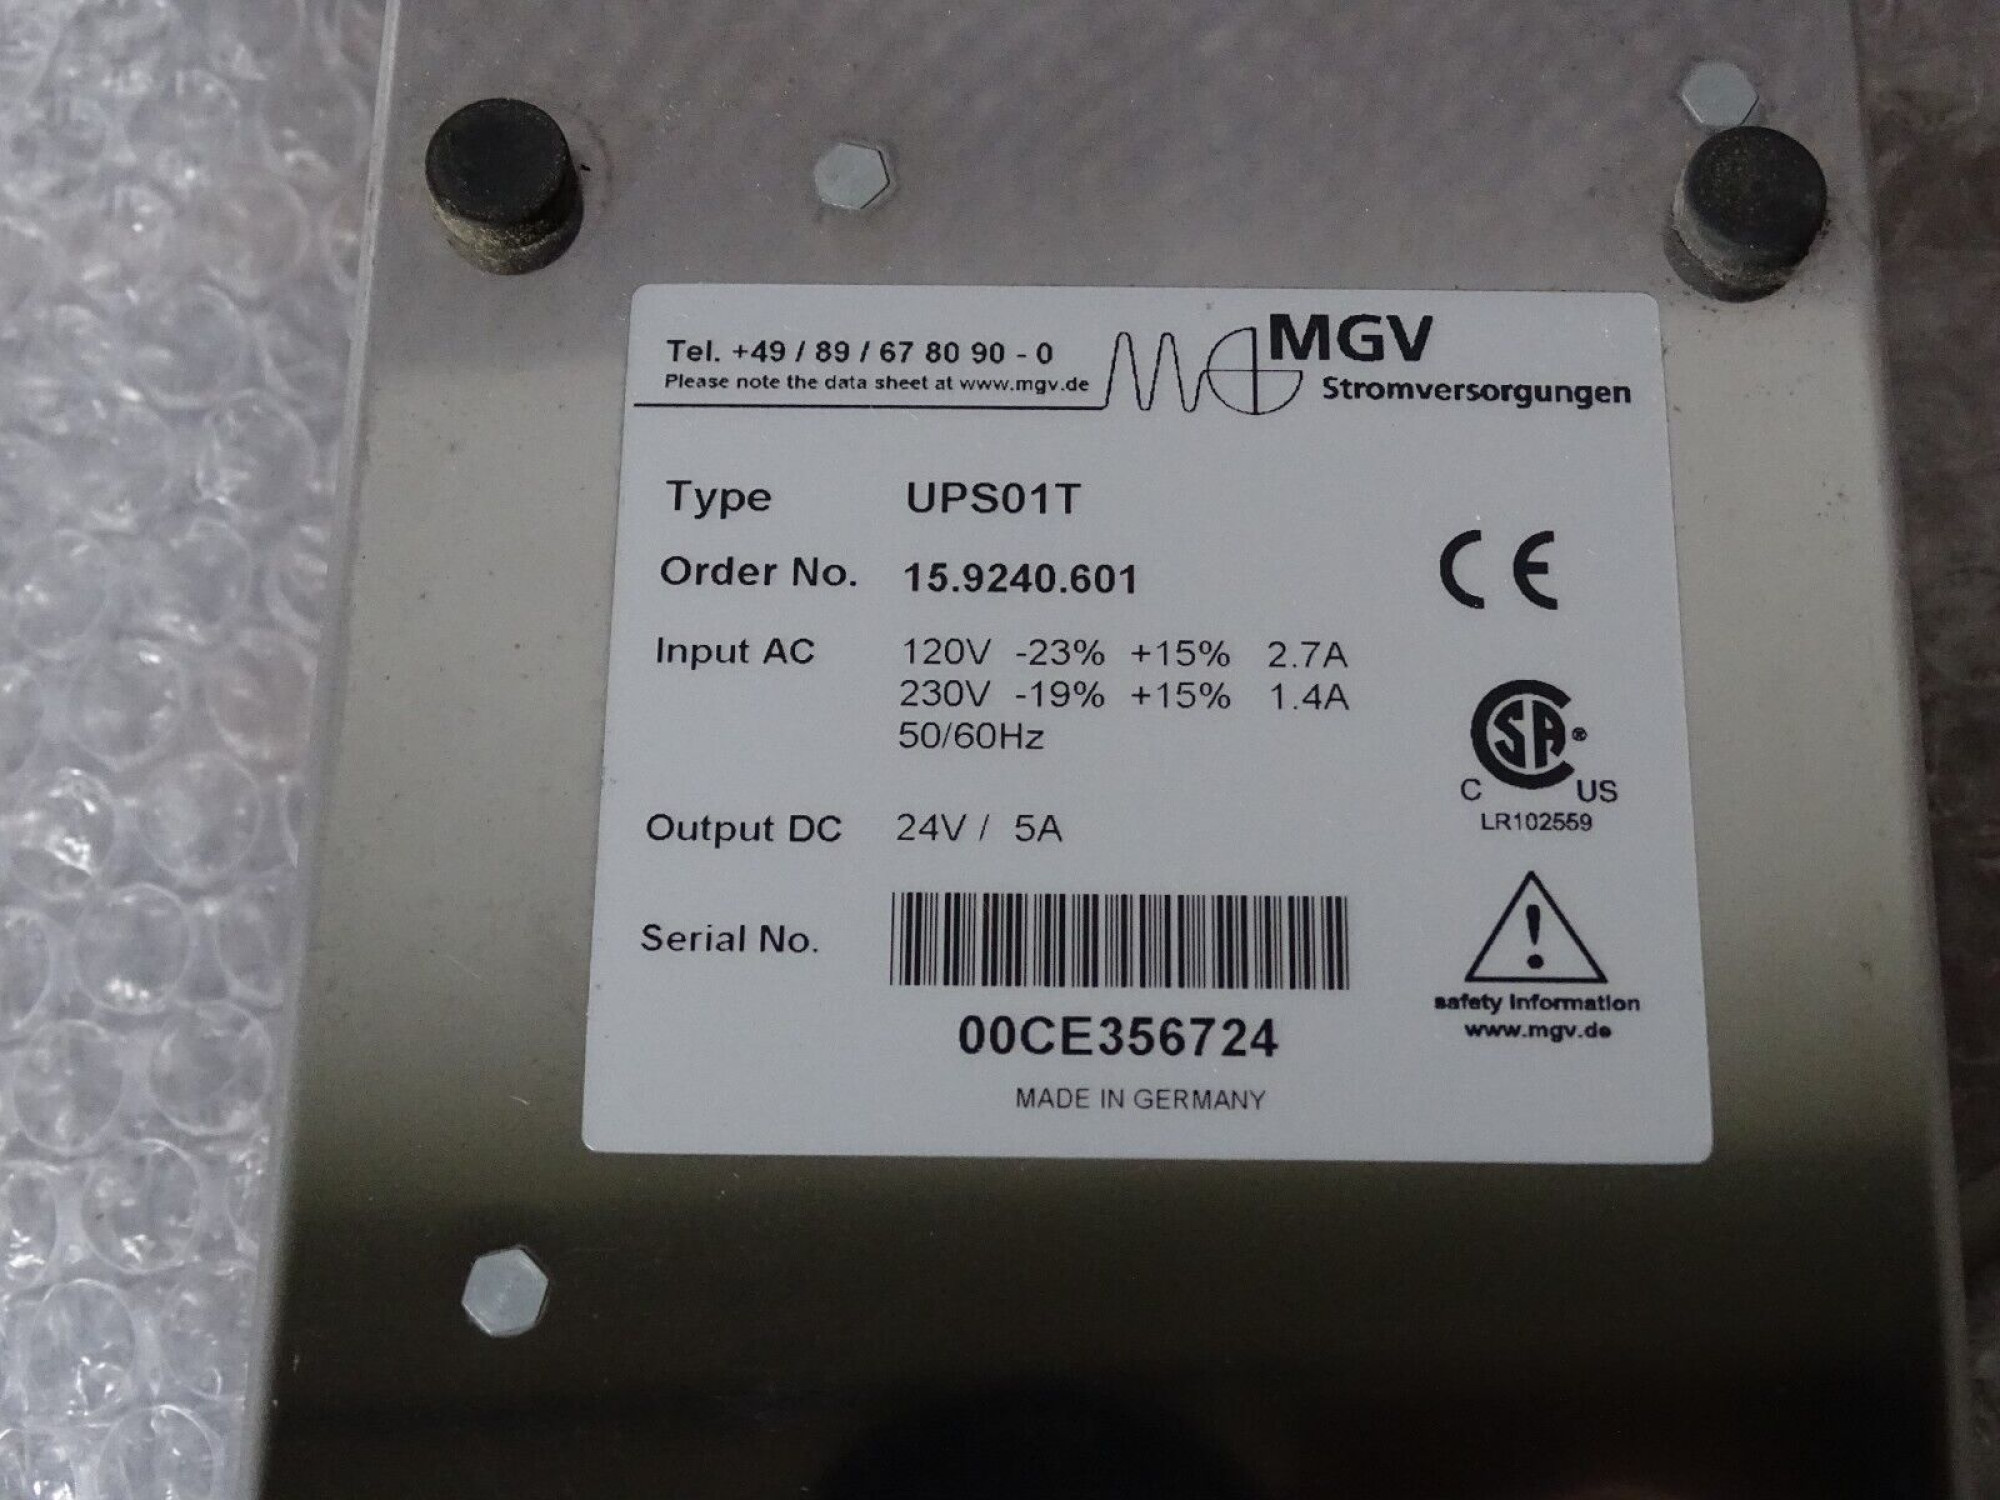 Tel. +49 / 89 / 67 80 90 - 0
Please note the data sheet at www.mgv.de
MGV
Stromversorgungen
Type UPS01T
Order No. 15.9240.601
CE
Input AC 120V -23% +15% 2.7A
230V -19% +15% 1.4A
50/60Hz
CSA®
C US
LR102559
Output DC 24V / 5A
Serial No.
00CE356724
safety Information
www.mgv.de
MADE IN GERMANY